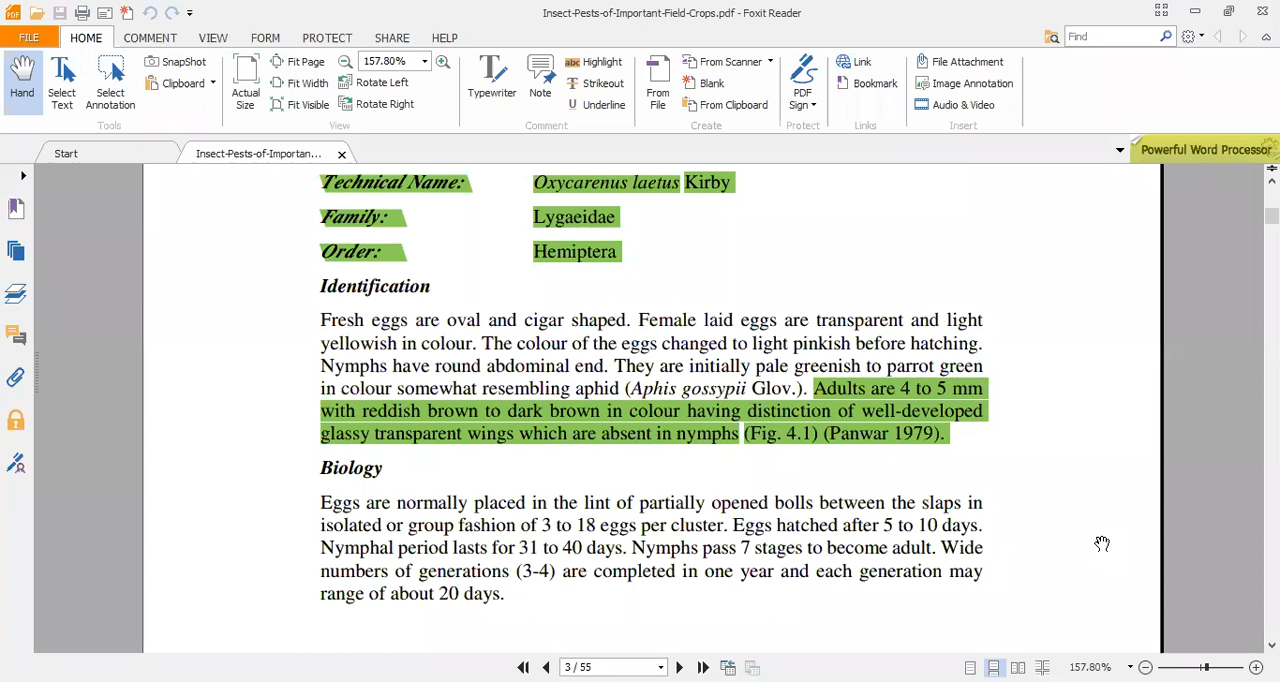 Insect-Pests-of-Important-Field-Crops.pdf - Foxit Reader
FILE HOME COMMENT VIEW FORM PROTECT SHARE HELP
Find
Hand
Select Text
Select Annotation
SnapShot
Clipboard
Tools
Actual Size
Fit Page
Fit Width
Fit Visible
157.80%
Rotate Left
Rotate Right
View
Typewriter
Note
Highlight
Strikeout
Underline
Comment
From File
From Scanner
Blank
From Clipboard
Create
PDF Sign
Protect
Link
Bookmark
Links
File Attachment
Image Annotation
Audio & Video
Insert
Start
Insect-Pests-of-Importan...
Powerful Word Processor
Technical Name: Oxycarenus laetus Kirby
Family: Lygaeidae
Order: Hemiptera
Identification
Fresh eggs are oval and cigar shaped. Female laid eggs are transparent and light
yellowish in colour. The colour of the eggs changed to light pinkish before hatching.
Nymphs have round abdominal end. They are initially pale greenish to parrot green
in colour somewhat resembling aphid (Aphis gossypii Glov.). Adults are 4 to 5 mm
with reddish brown to dark brown in colour having distinction of well-developed
glassy transparent wings which are absent in nymphs (Fig. 4.1) (Panwar 1979).
Biology
Eggs are normally placed in the lint of partially opened bolls between the slaps in
isolated or group fashion of 3 to 18 eggs per cluster. Eggs hatched after 5 to 10 days.
Nymphal period lasts for 31 to 40 days. Nymphs pass 7 stages to become adult. Wide
numbers of generations (3-4) are completed in one year and each generation may
range of about 20 days.
3 / 55
157.80%